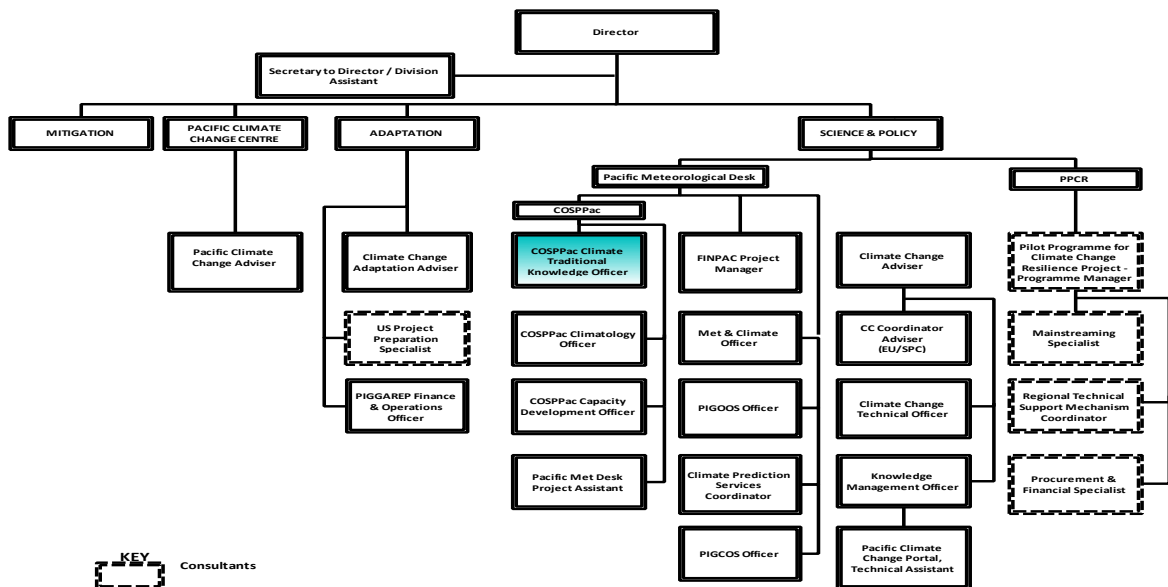 Director
Secretary to Director / Division
Assistant
MITIGATION
PACIFIC CLIMATE
CHANGE CENTRE
ADAPTATION
SCIENCE & POLICY
Pacific Meteorological Desk
PPCR
COSPPac
Pacific Climate
Change Adviser
Climate Change
Adaptation Adviser
COSPPac Climate
Traditional
Knowledge Officer
FINPAC Project
Manager
Climate Change
Adviser
Pilot Programme for
Climate Change
Resilience Project -
Programme Manager
US Project
Preparation
Specialist
COSPPac Climatology
Officer
Met & Climate
Officer
CC Coordinator
Adviser
(EU/SPC)
Mainstreaming
Specialist
PIGGAREP Finance
& Operations
Officer
COSPPac Capacity
Development Officer
PIGOOS Officer
Climate Change
Technical Officer
Regional Technical
Support Mechanism
Coordinator
Pacific Met Desk
Project Assistant
Climate Prediction
Services
Coordinator
Knowledge
Management Officer
Procurement &
Financial Specialist
PIGCOS Officer
Pacific Climate
Change Portal,
Technical Assistant
KEY
Consultants